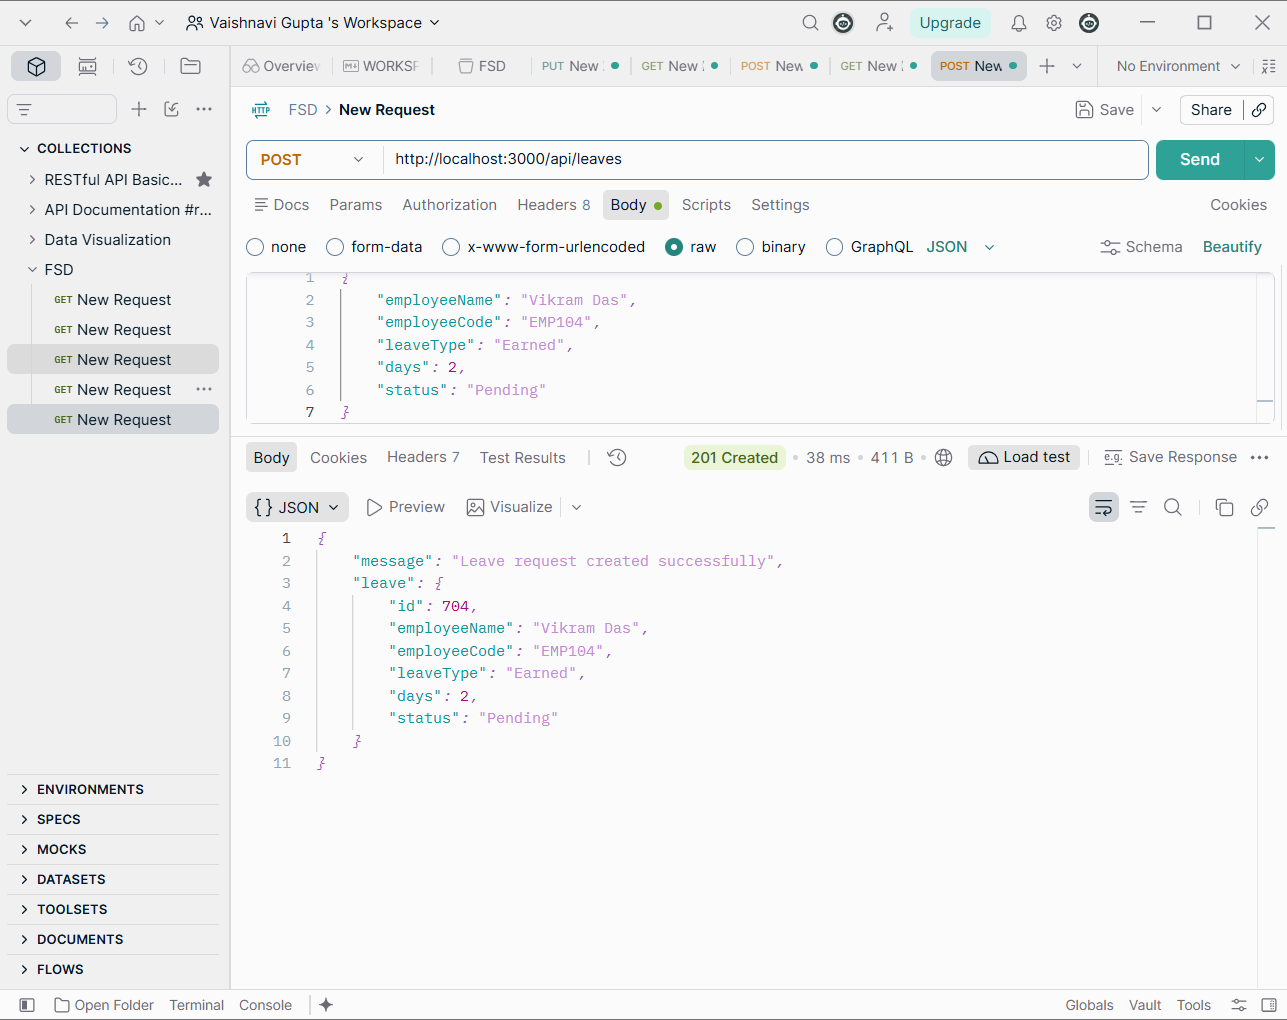 Vaishnavi Gupta 's Workspace
Upgrade
Overview
WORKSP
FSD
PUT New
GET New
POST New
GET New
POST New
No Environment
FSD > New Request
Save
Share
COLLECTIONS
RESTful API Basic...
API Documentation #r...
Data Visualization
FSD
GET New Request
GET New Request
GET New Request
GET New Request
GET New Request
ENVIRONMENTS
SPECS
MOCKS
DATASETS
TOOLSETS
DOCUMENTS
FLOWS
POST
http://localhost:3000/api/leaves
Send
Docs Params Authorization Headers 8 Body Scripts Settings Cookies
none form-data x-www-form-urlencoded raw binary GraphQL JSON Schema Beautify
1 {
2 "employeeName": "Vikram Das",
3 "employeeCode": "EMP104",
4 "leaveType": "Earned",
5 "days": 2,
6 "status": "Pending"
7 }
Body Cookies Headers 7 Test Results 201 Created • 38 ms • 411 B • Load test e.g. Save Response
{} JSON Preview Visualize
1 {
2 "message": "Leave request created successfully",
3 "leave": {
4 "id": 704,
5 "employeeName": "Vikram Das",
6 "employeeCode": "EMP104",
7 "leaveType": "Earned",
8 "days": 2,
9 "status": "Pending"
10 }
11 }
Open Folder Terminal Console Globals Vault Tools